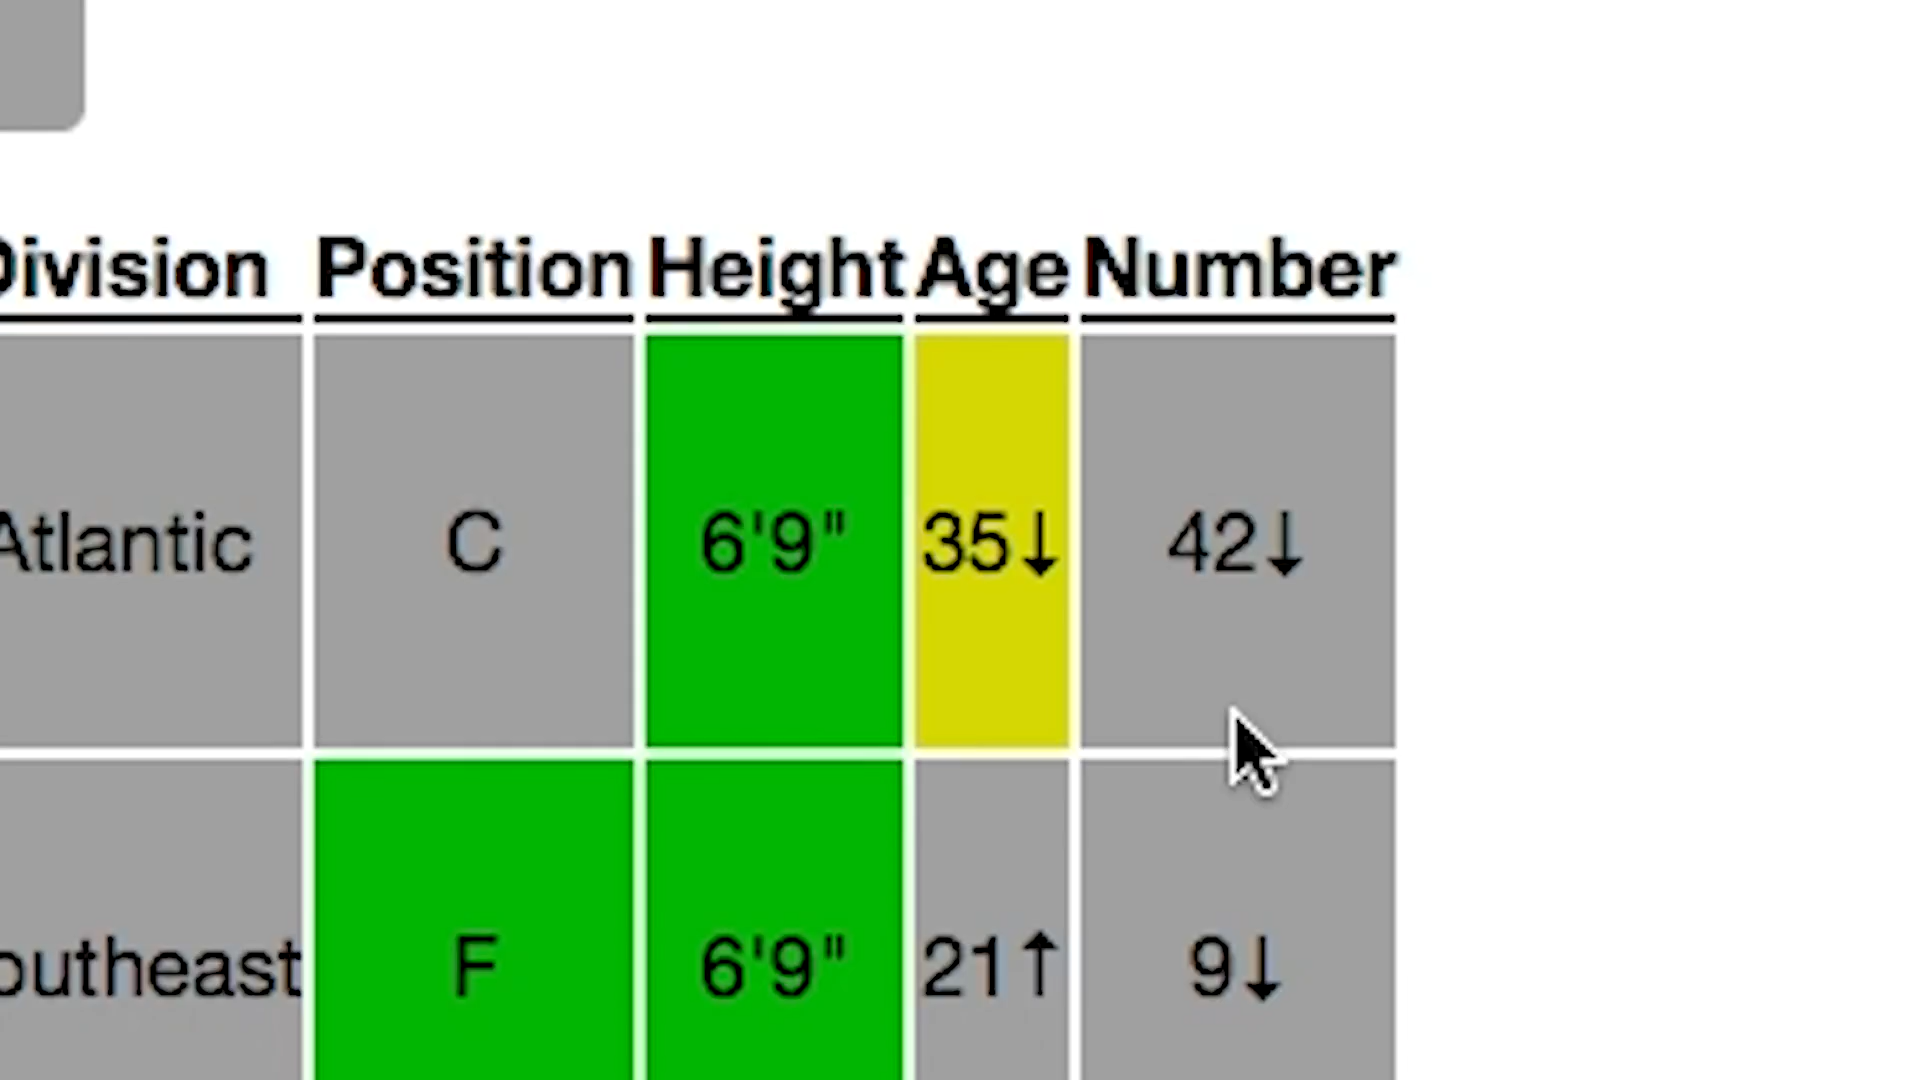 Division Position Height Age Number
Atlantic C 6'9" 35↓ 42↓
outheast F 6'9" 21↑ 9↓